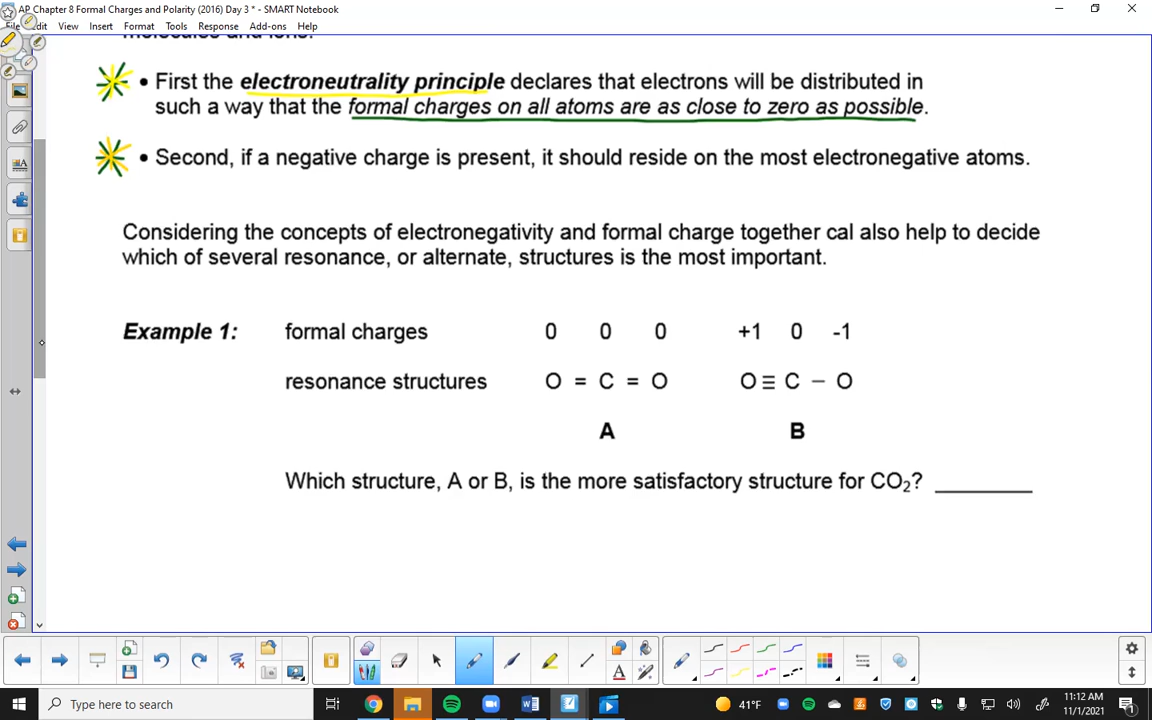 AP Chapter 8 Formal Charges and Polarity (2016) Day 3 * - SMART Notebook
View Insert Format Tools Response Add-ons Help
molecules and ions.
• First the electroneutrality principle declares that electrons will be distributed in
such a way that the formal charges on all atoms are as close to zero as possible.
• Second, if a negative charge is present, it should reside on the most electronegative atoms.
Considering the concepts of electronegativity and formal charge together cal also help to decide
which of several resonance, or alternate, structures is the most important.
Example 1: formal charges 0 0 0 +1 0 -1
resonance structures O = C = O O ≡ C – O
A B
Which structure, A or B, is the more satisfactory structure for CO₂? ________
Type here to search
41°F
11:12 AM
11/1/2021
1